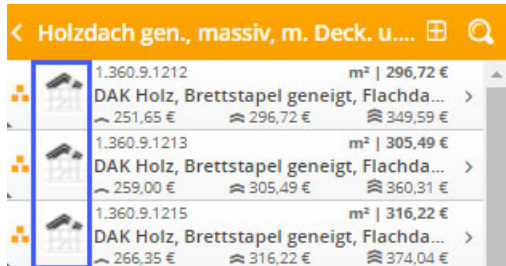 Holzdach gen., massiv, m. Deck. u....
1.360.9.1212 m² | 296,72 €
DAK Holz, Brettstapel geneigt, Flachda...
251,65 € 296,72 € 349,59 €
1.360.9.1213 m² | 305,49 €
DAK Holz, Brettstapel geneigt, Flachda...
259,00 € 305,49 € 360,31 €
1.360.9.1215 m² | 316,22 €
DAK Holz, Brettstapel geneigt, Flachda...
266,35 € 316,22 € 374,04 €